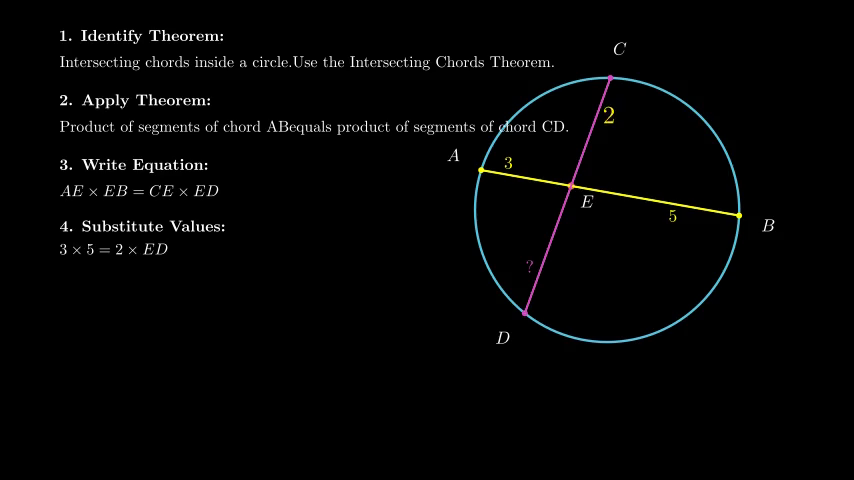 1. Identify Theorem:
Intersecting chords inside a circle.Use the Intersecting Chords Theorem.
2. Apply Theorem:
Product of segments of chord ABequals product of segments of chord CD.
3. Write Equation:
AE × EB = CE × ED
4. Substitute Values:
3 × 5 = 2 × ED
C
2
A
3
E
5
B
?
D